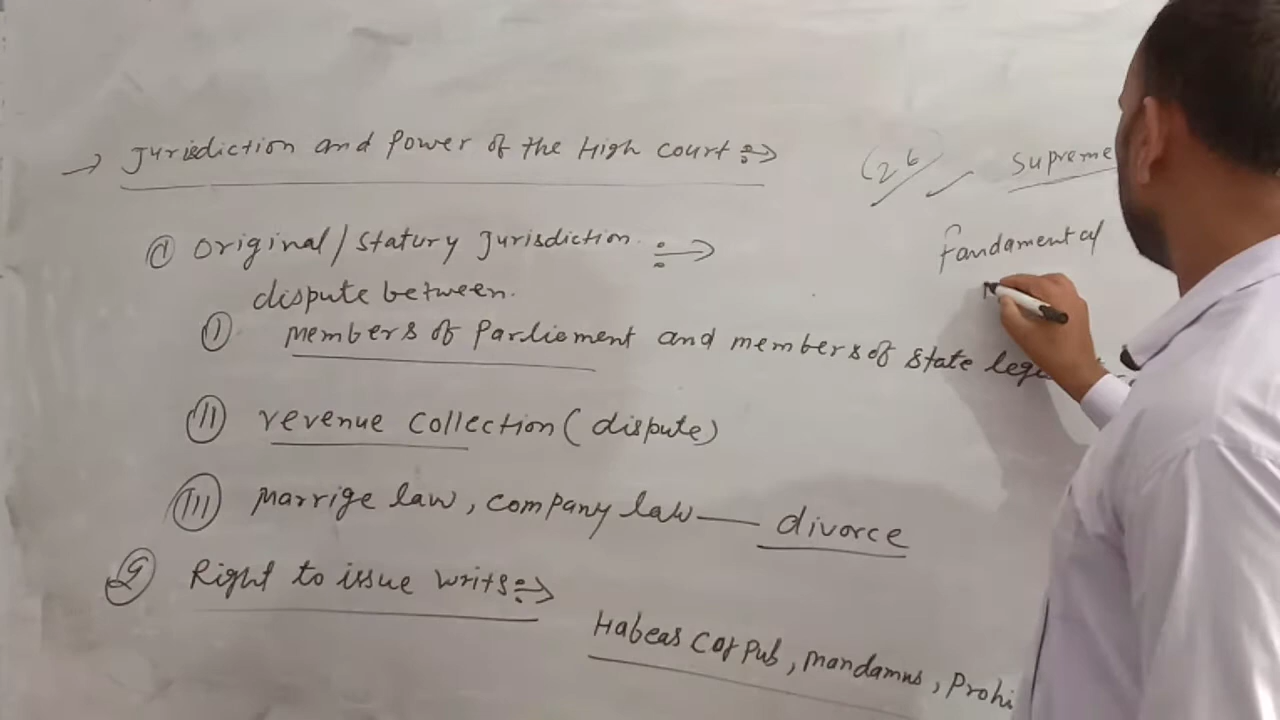 → Jurisdiction and Power of the High court ÷⇒
(26) ✓ Supreme
① original/statury Jurisdiction ÷→
Fandamental
dispute between.
(I) members of Parliement and members of state leg
(II) revenue collection (dispute)
(III) Marrige law, company law — divorce
② Right to issue writs ÷⇒
Habeas Corpus, mandamus, Prohi